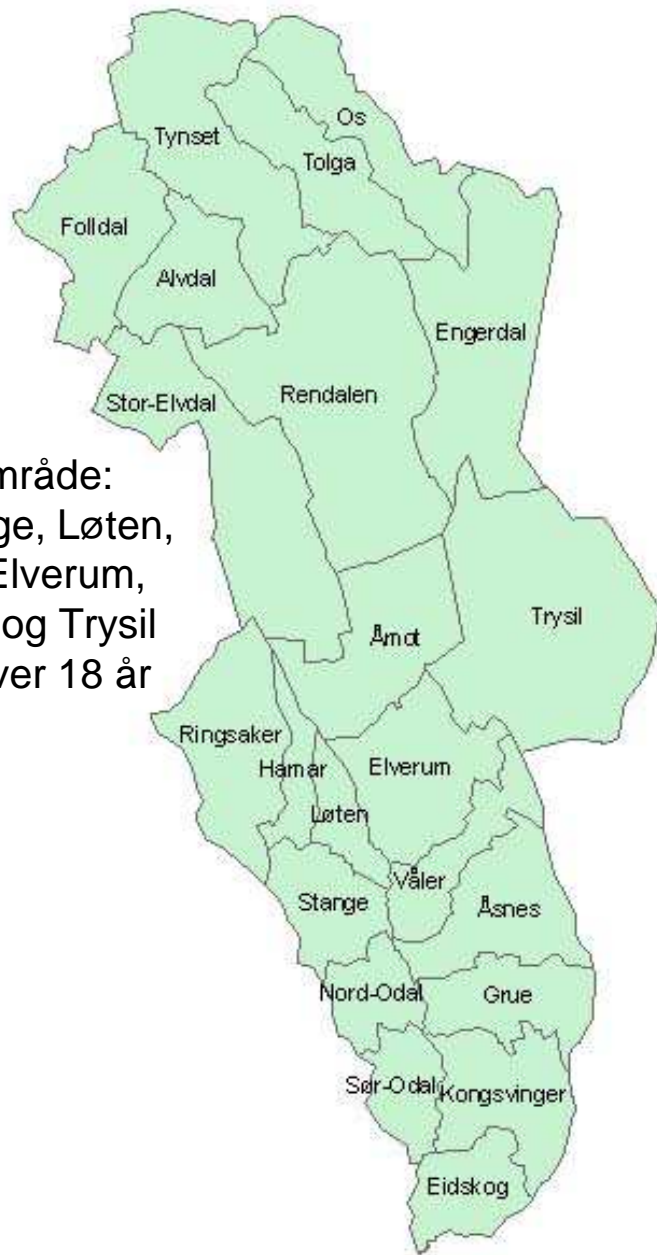 Os
Tynset
Tolga
Folldal
Alvdal
Engerdal
Rendalen
Stor-Elvdal
område:
ge, Løten,
Elverum,
og Trysil
ver 18 år
Trysil
Åmot
Ringsaker
Hamar
Elverum
Løten
Våler
Stange
Åsnes
Nord-Odal
Grue
Sør-Odal
Kongsvinger
Eidskog